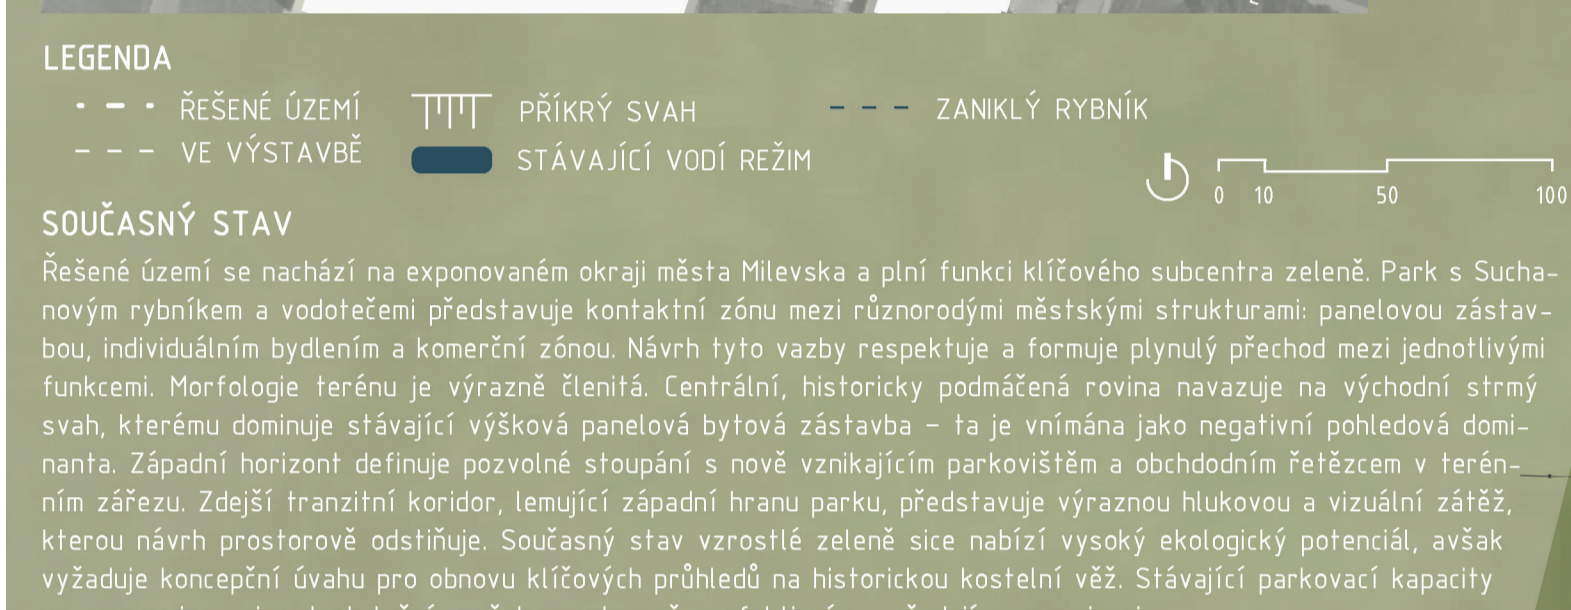 LEGENDA
ŘEŠENÉ ÚZEMÍ
VE VÝSTAVBĚ
PŘÍKRÝ SVAH
STÁVAJÍCÍ VODÍ REŽIM
ZANIKLÝ RYBNÍK
0 10 50 100
SOUČASNÝ STAV
Řešené území se nachází na exponovaném okraji města Milevska a plní funkci klíčového subcentra zeleně. Park s Sucha-
novým rybníkem a vodotečemi představuje kontaktní zónu mezi různorodými městskými strukturami: panelovou zástav-
bou, individuálním bydlením a komerční zónou. Návrh tyto vazby respektuje a formuje plynulý přechod mezi jednotlivými
funkcemi. Morfologie terénu je výrazně členitá. Centrální, historicky podmáčená rovina navazuje na východní strmý
svah, kterému dominuje stávající výšková panelová bytová zástavba – ta je vnímána jako negativní pohledová domi-
nanta. Západní horizont definuje pozvolné stoupání s nově vznikajícím parkovištěm a obchdodním řetězcem v terén-
ním zářezu. Zdejší tranzitní koridor, lemující západní hranu parku, představuje výraznou hlukovou a vizuální zátěž,
kterou návrh prostorově odstiňuje. Současný stav vzrostlé zeleně sice nabízí vysoký ekologický potenciál, avšak
vyžaduje koncepční úvahu pro obnovu klíčových průhledů na historickou kostelní věž. Stávající parkovací kapacity